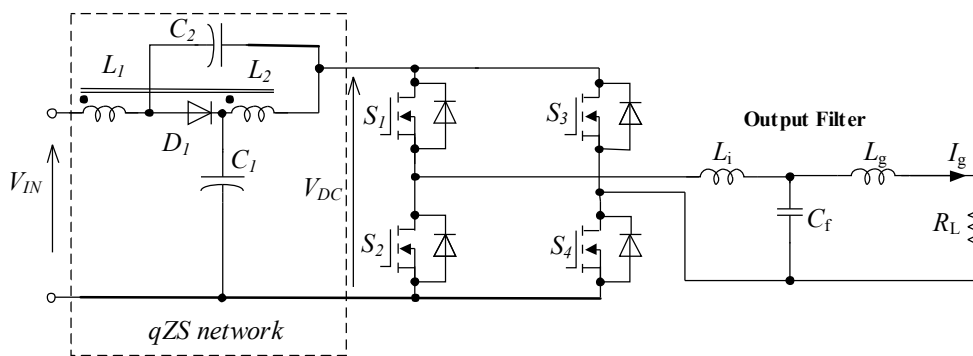 C2
L1 L2
D1
C1
VIN
VDC
qZS network
S1
S3
S2
S4
Output Filter
Li
Lg
Ig
Cf
RL